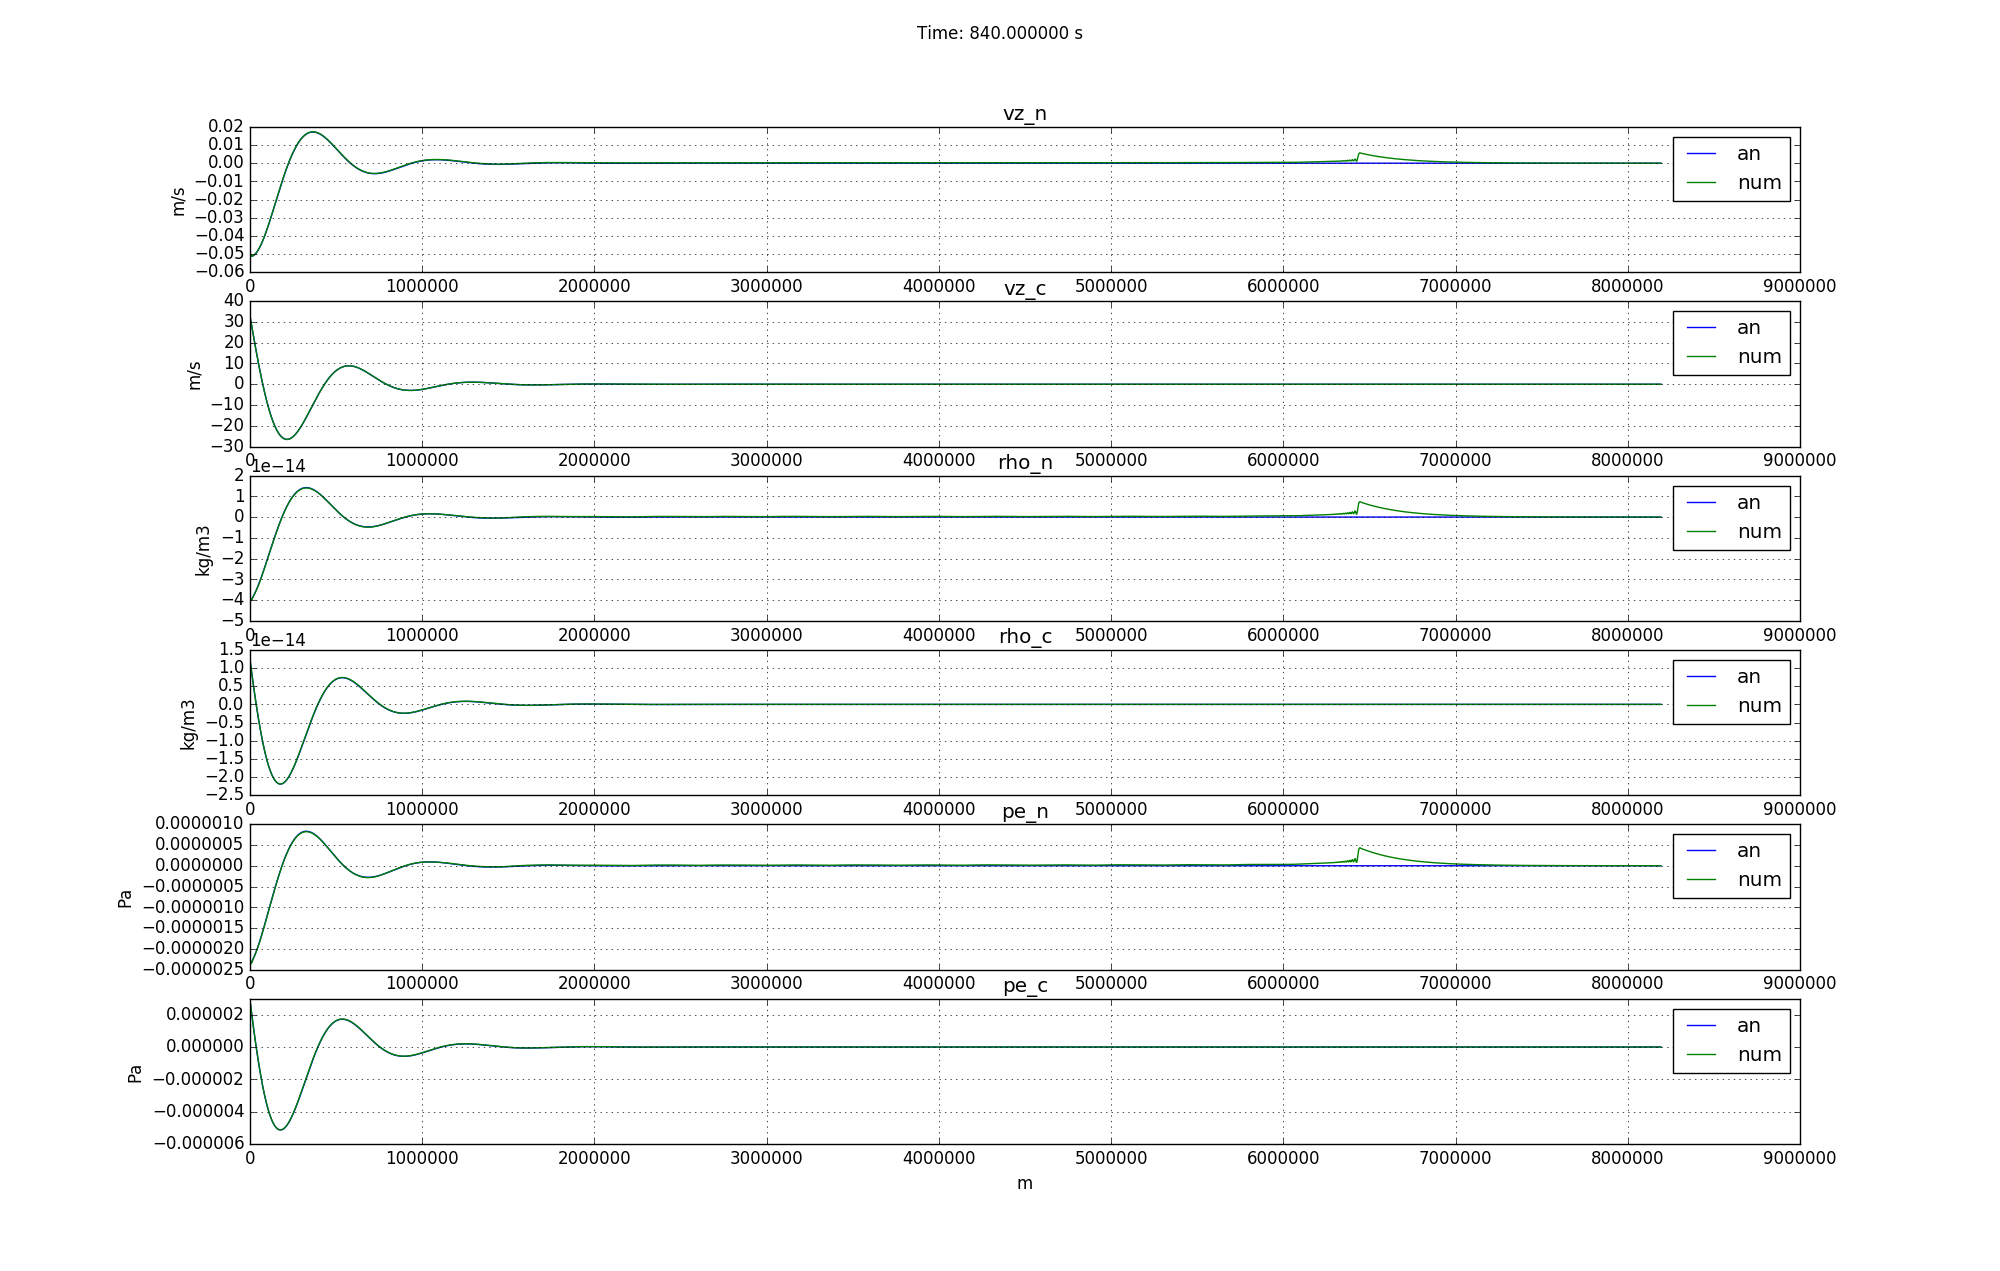 Time: 840.000000 s
vz_n
0.02
0.01
0.00
−0.01
−0.02
−0.03
−0.04
−0.05
−0.06
m/s
an
num
0 1000000 2000000 3000000 4000000 5000000 6000000 7000000 8000000 9000000
vz_c
40
30
20
10
0
−10
−20
−30
m/s
an
num
0 1000000 2000000 3000000 4000000 5000000 6000000 7000000 8000000 9000000
1e−14 rho_n
2
1
0
−1
−2
−3
−4
−5
kg/m3
an
num
0 1000000 2000000 3000000 4000000 5000000 6000000 7000000 8000000 9000000
1e−14 rho_c
1.5
1.0
0.5
0.0
−0.5
−1.0
−1.5
−2.0
−2.5
kg/m3
an
num
0 1000000 2000000 3000000 4000000 5000000 6000000 7000000 8000000 9000000
pe_n
0.0000010
0.0000005
0.0000000
−0.0000005
−0.0000010
−0.0000015
−0.0000020
−0.0000025
Pa
an
num
0 1000000 2000000 3000000 4000000 5000000 6000000 7000000 8000000 9000000
pe_c
0.000002
0.000000
−0.000002
−0.000004
−0.000006
Pa
an
num
0 1000000 2000000 3000000 4000000 5000000 6000000 7000000 8000000 9000000
m